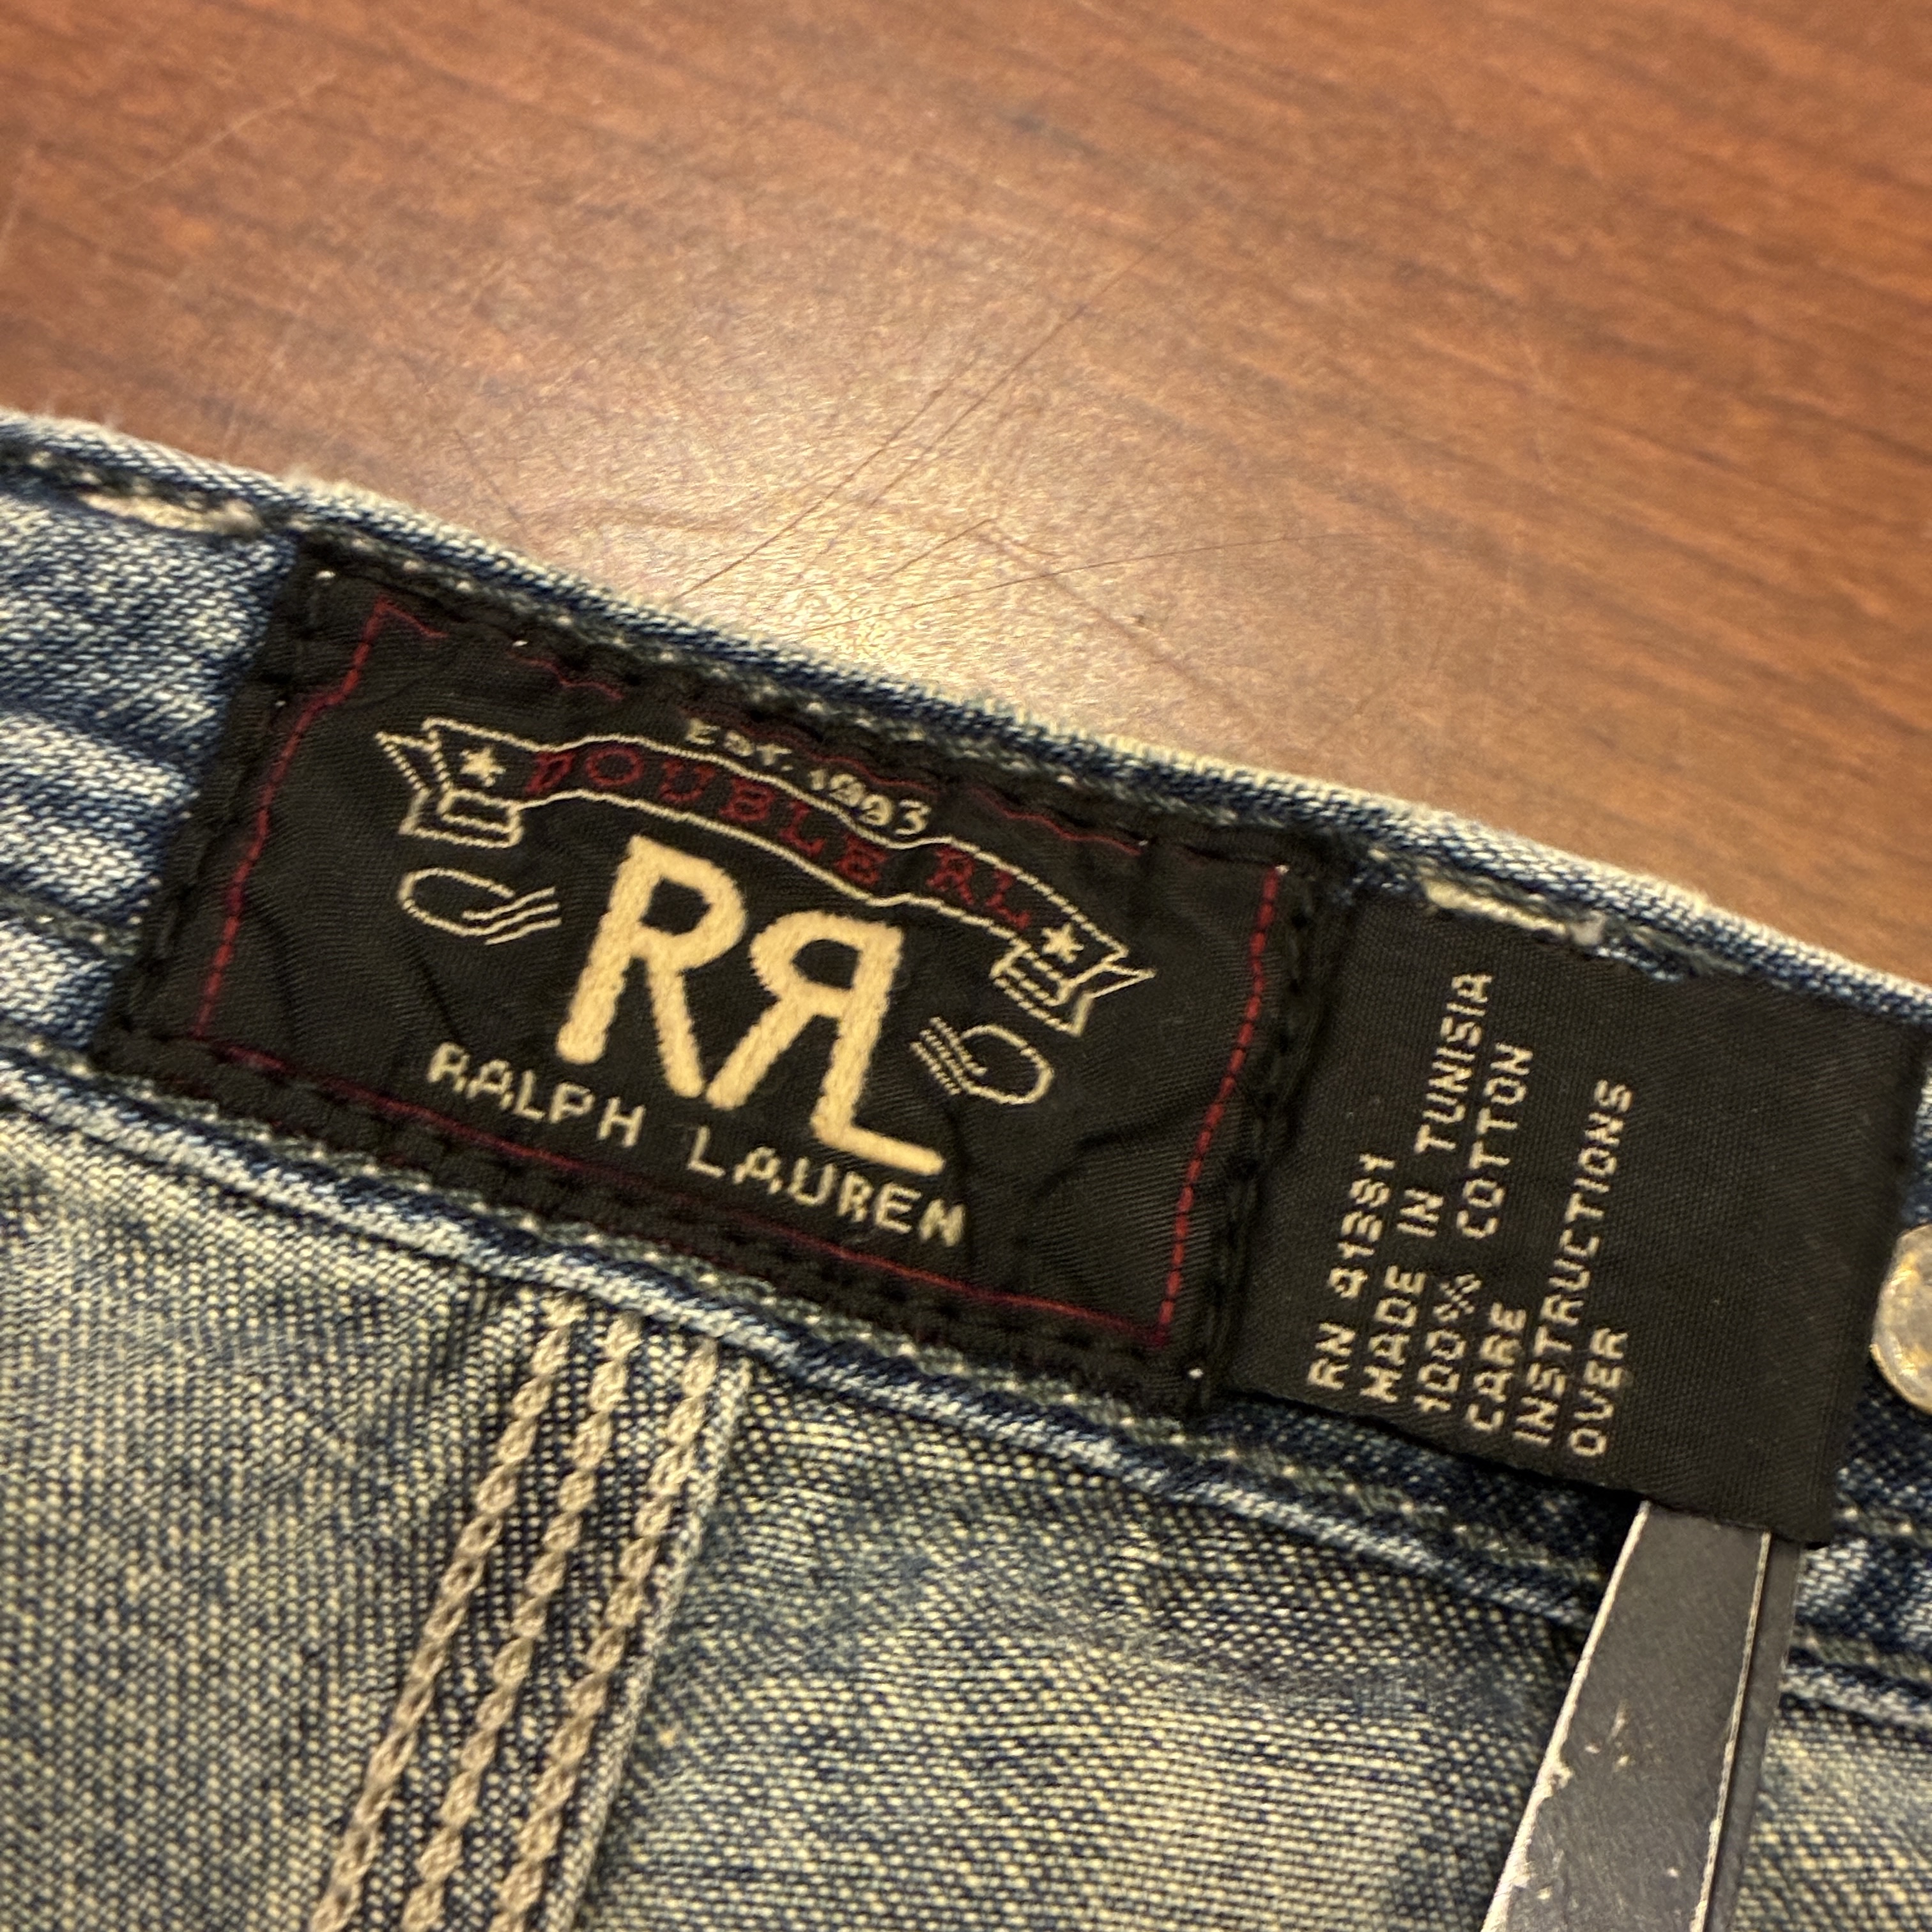 EST. 1993
DOUBLE RL
RRL
RALPH LAUREN
RN 41381
MADE IN TUNISIA
100% COTTON
CARE
INSTRUCTIONS
OVER